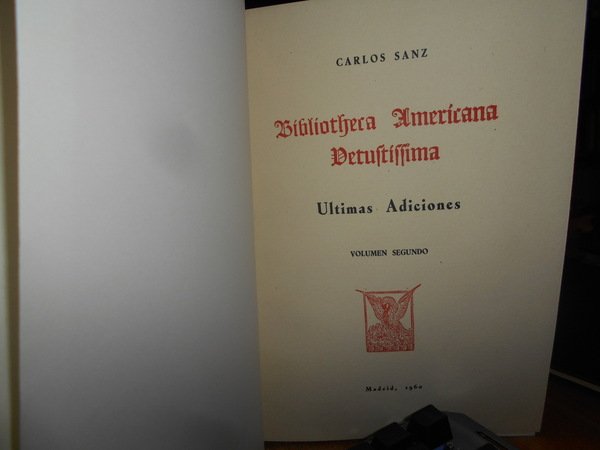 CARLOS SANZ
Bibliotheca Americana
Vetustissima
Ultimas Adiciones
VOLUMEN SEGUNDO
Madrid, 1960